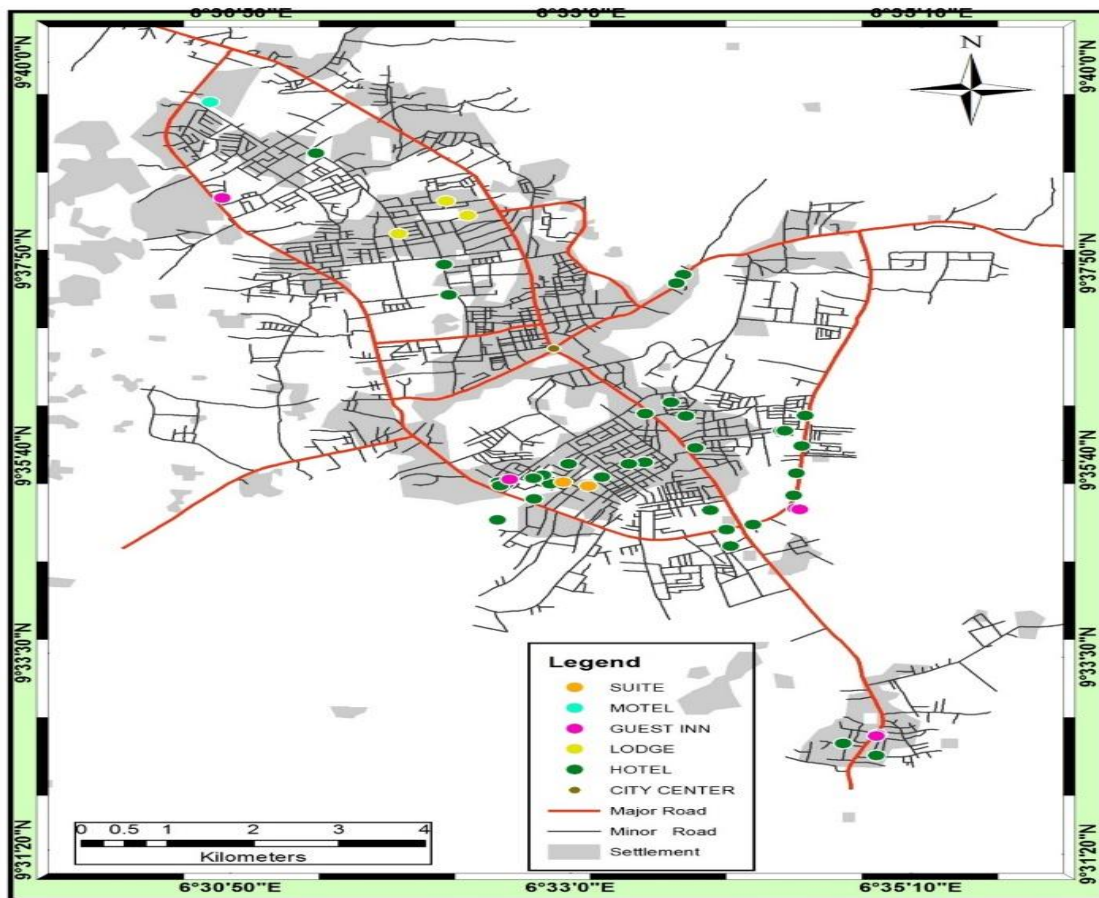 6°30'50"E 6°33'0"E 6°35'10"E
N
9°40'0"N 9°40'0"N
9°37'50"N 9°37'50"N
9°35'40"N 9°35'40"N
9°33'30"N 9°33'30"N
9°31'20"N 9°31'20"N
Legend
SUITE
MOTEL
GUEST INN
LODGE
HOTEL
CITY CENTER
Major Road
Minor Road
Settlement
0 0.5 1 2 3 4
Kilometers
6°30'50"E 6°33'0"E 6°35'10"E